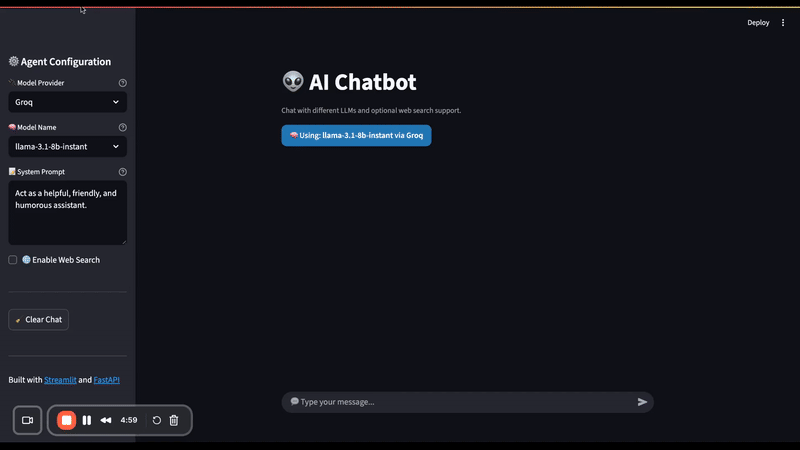 Deploy
Agent Configuration
Model Provider
Groq
Model Name
llama-3.1-8b-instant
System Prompt
Act as a helpful, friendly, and
humorous assistant.
Enable Web Search
Clear Chat
Built with Streamlit and FastAPI
4:59
AI Chatbot
Chat with different LLMs and optional web search support.
Using: llama-3.1-8b-instant via Groq
Type your message...